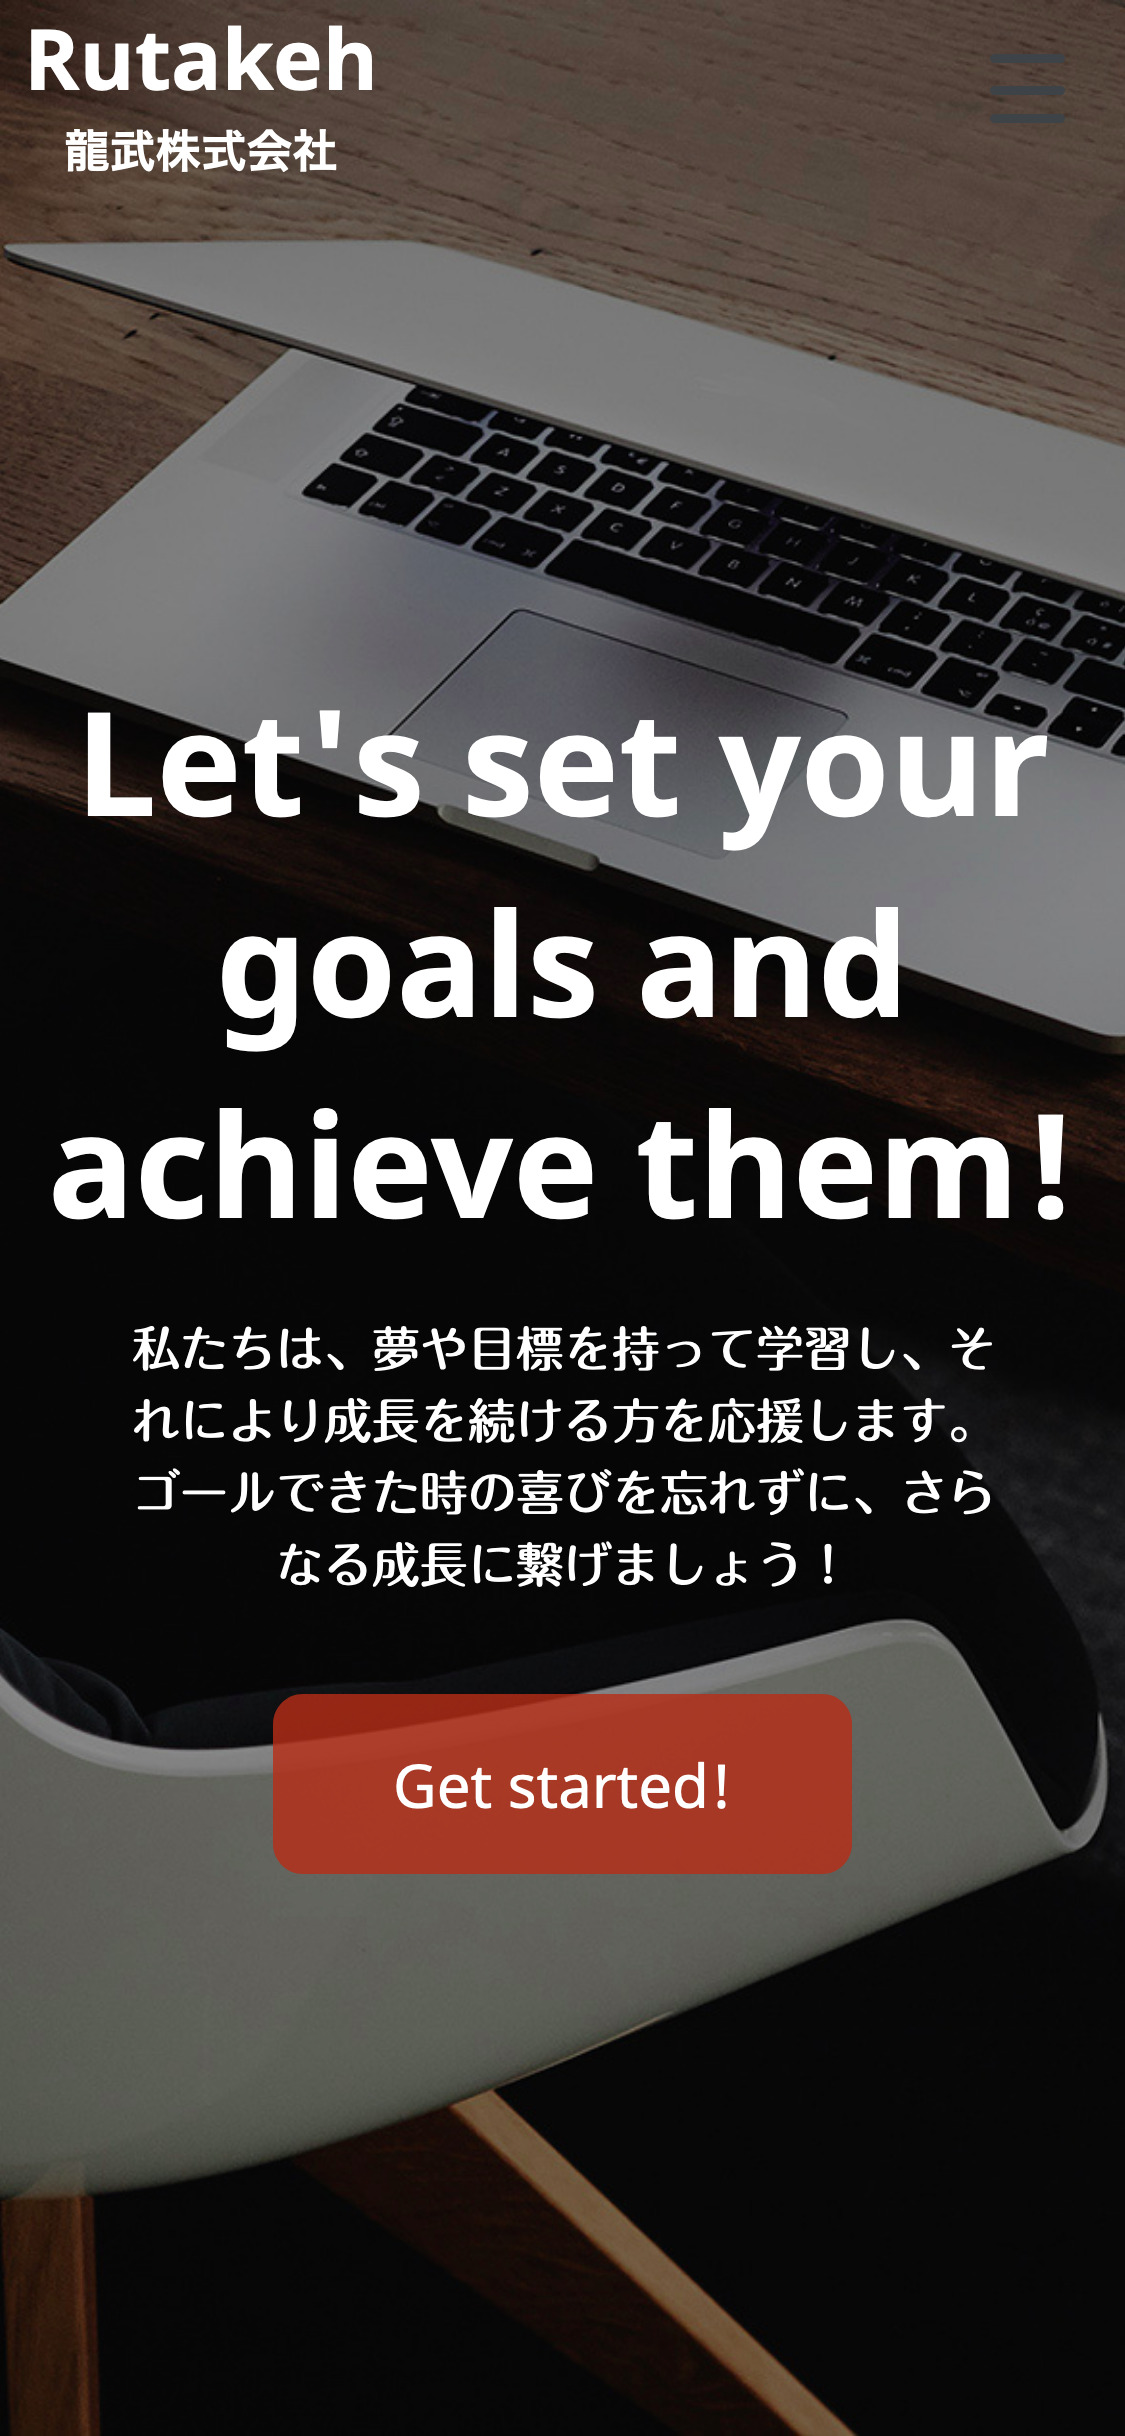 Rutakeh
龍武株式会社
Let's set your
goals and
achieve them!
私たちは、夢や目標を持って学習し、そ
れにより成長を続ける方を応援します。
ゴールできた時の喜びを忘れずに、さら
なる成長に繋げましょう！
Get started!